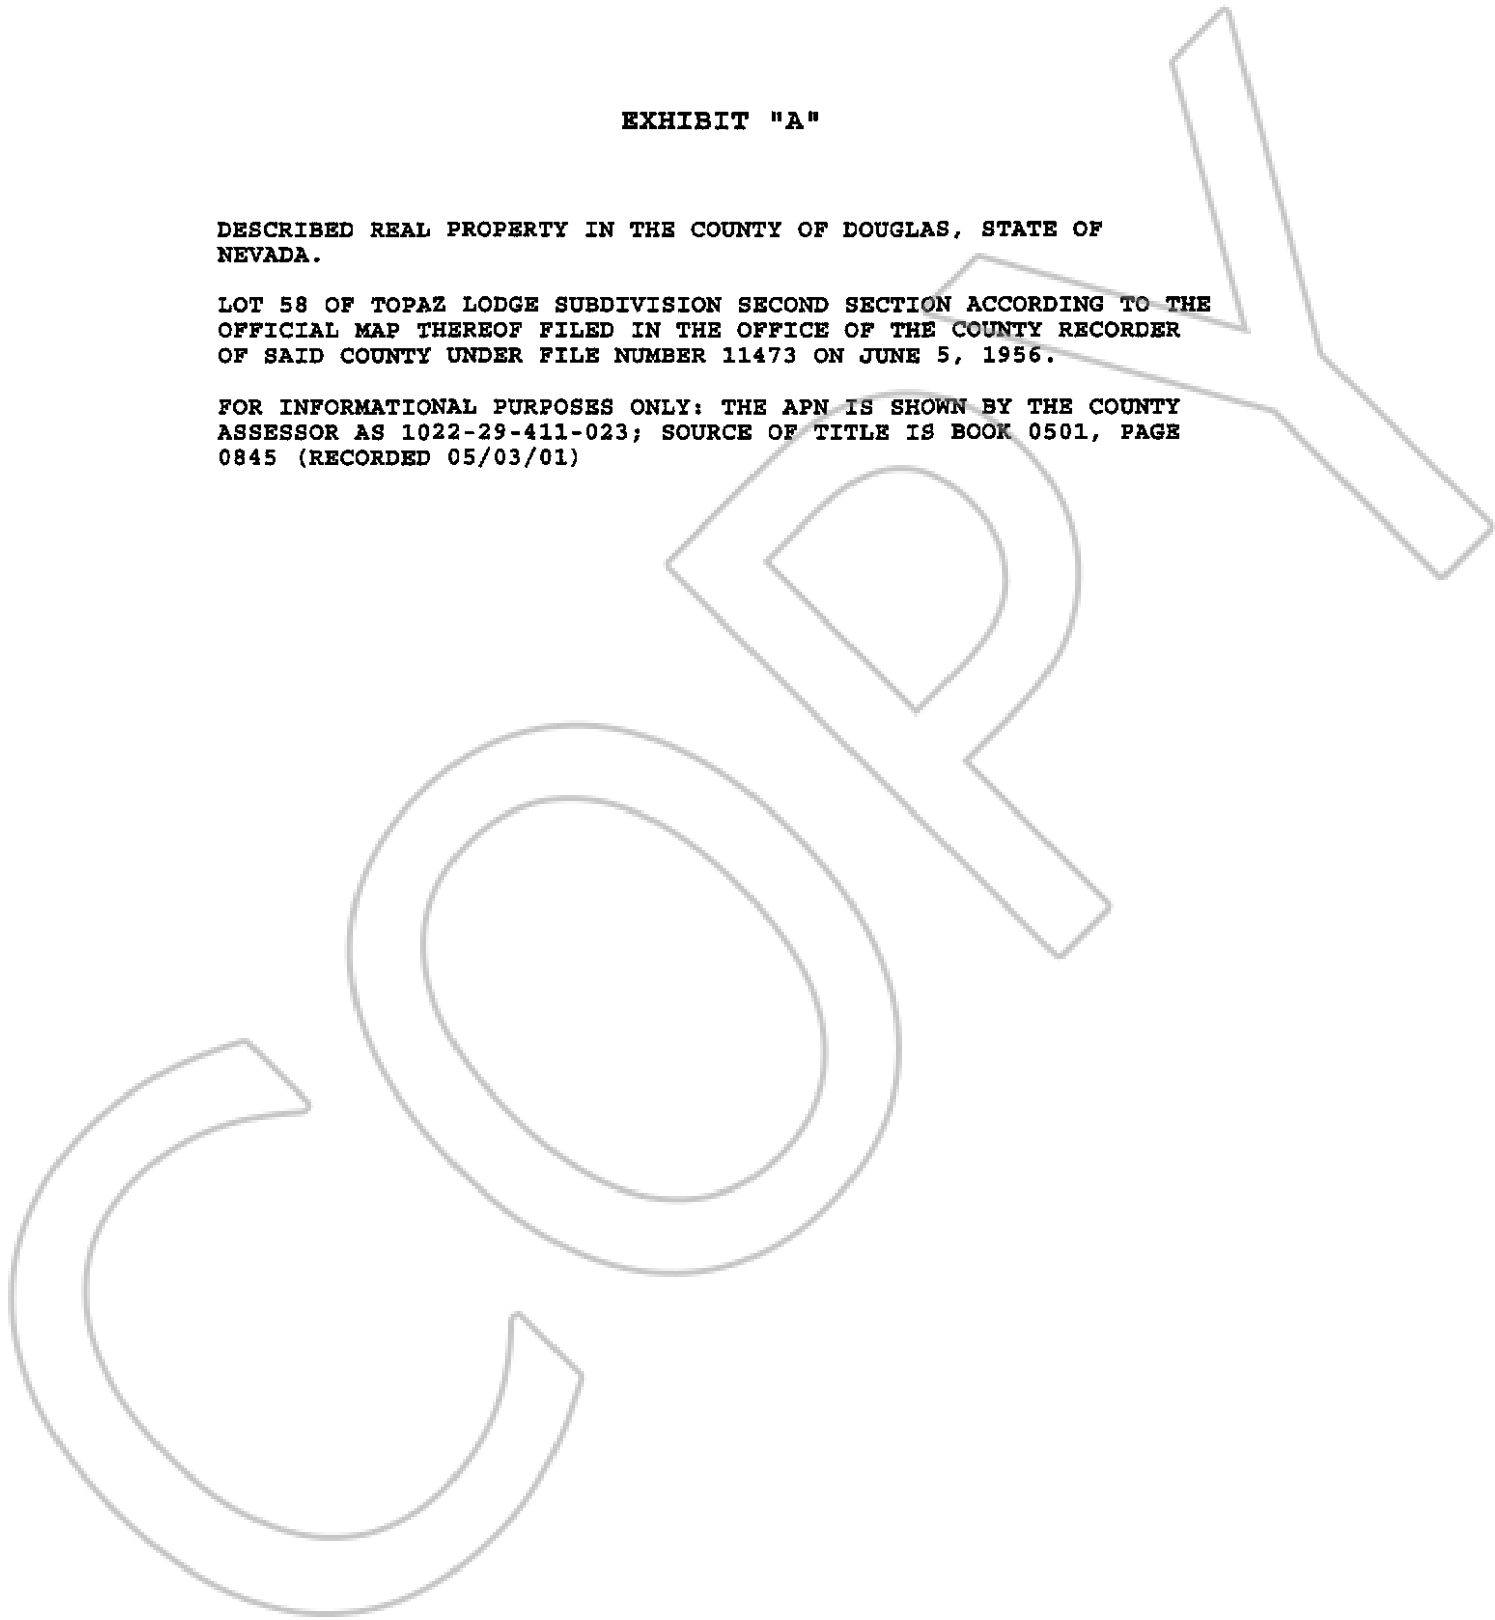 EXHIBIT "A"
DESCRIBED REAL PROPERTY IN THE COUNTY OF DOUGLAS, STATE OF
NEVADA.
LOT 58 OF TOPAZ LODGE SUBDIVISION SECOND SECTION ACCORDING TO THE
OFFICIAL MAP THEREOF FILED IN THE OFFICE OF THE COUNTY RECORDER
OF SAID COUNTY UNDER FILE NUMBER 11473 ON JUNE 5, 1956.
FOR INFORMATIONAL PURPOSES ONLY: THE APN IS SHOWN BY THE COUNTY
ASSESSOR AS 1022-29-411-023; SOURCE OF TITLE IS BOOK 0501, PAGE
0845 (RECORDED 05/03/01)
COPY